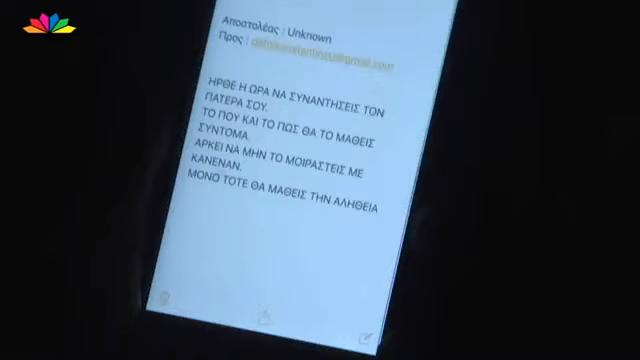 Αποστολέας : Unknown
Προς :
ΗΡΘΕ Η ΩΡΑ ΝΑ ΣΥΝΑΝΤΗΣΕΙΣ ΤΟΝ
ΠΑΤΕΡΑ ΣΟΥ.
ΤΟ ΠΟΥ ΚΑΙ ΤΟ ΠΩΣ ΘΑ ΤΟ ΜΑΘΕΙΣ
ΣΥΝΤΟΜΑ.
ΑΡΚΕΙ ΝΑ ΜΗΝ ΤΟ ΜΟΙΡΑΣΤΕΙΣ ΜΕ
ΚΑΝΕΝΑΝ.
ΜΟΝΟ ΤΟΤΕ ΘΑ ΜΑΘΕΙΣ ΤΗΝ ΑΛΗΘΕΙΑ